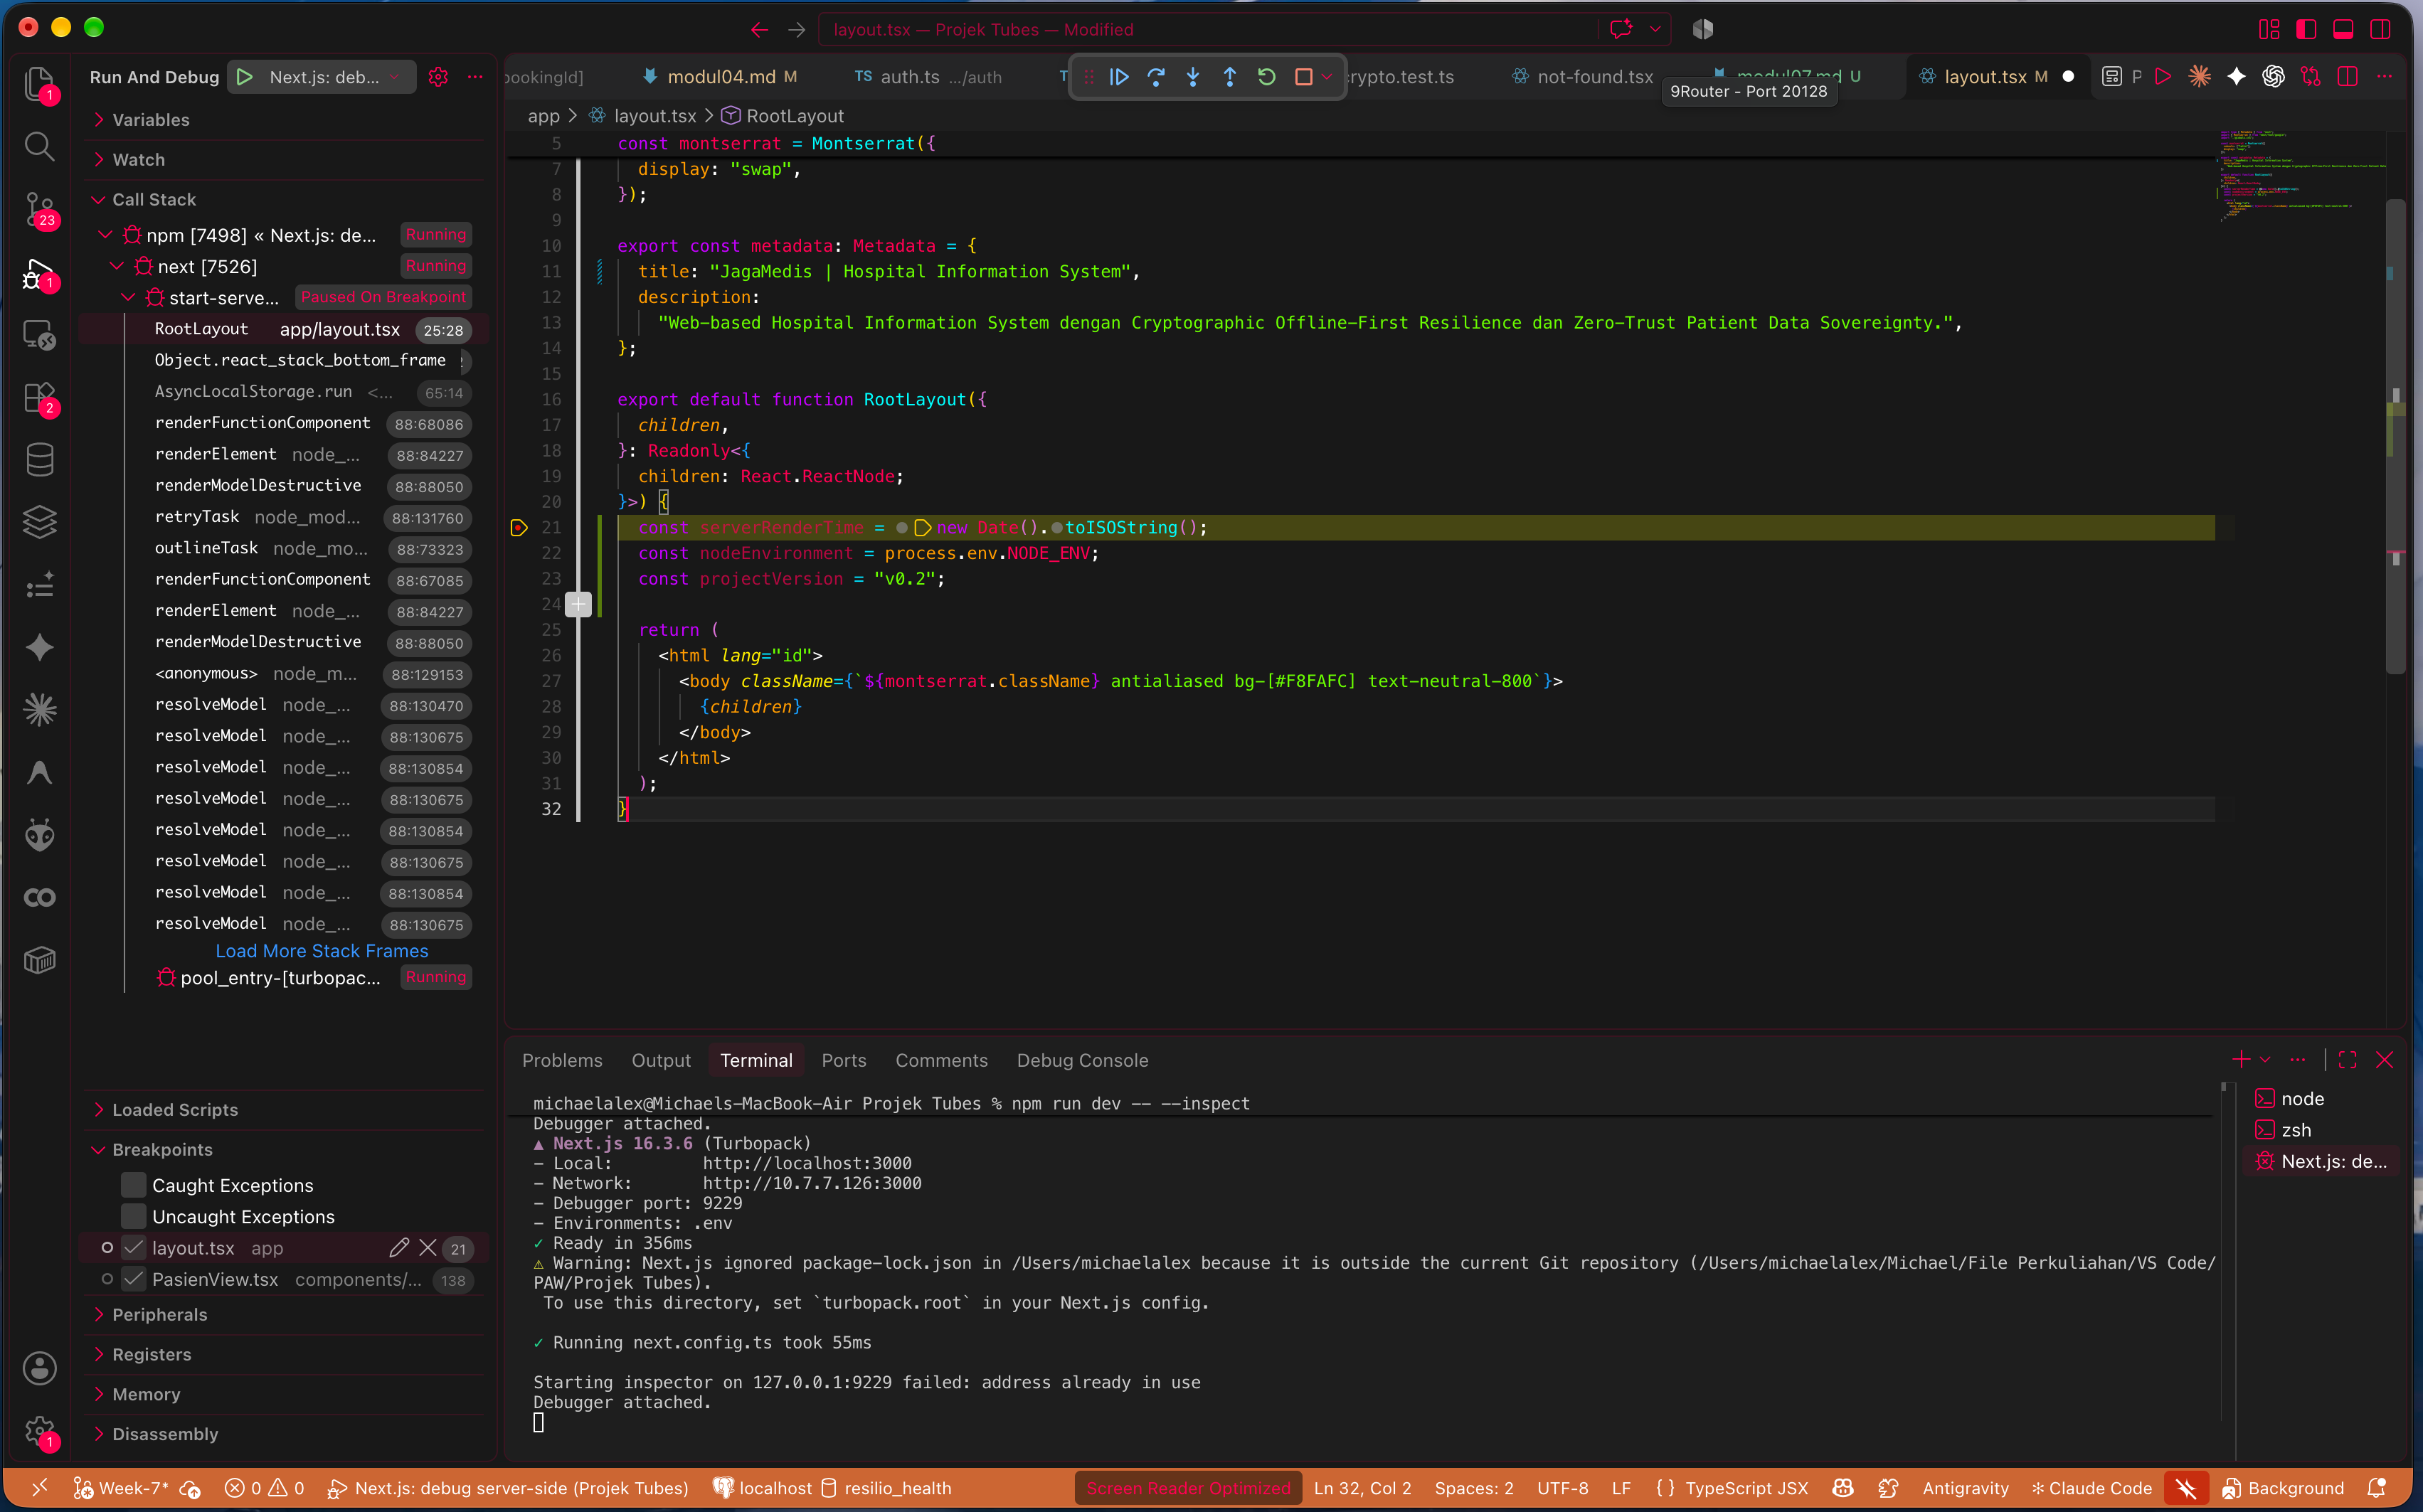 layout.tsx — Projek Tubes — Modified
Run And Debug
Next.js: deb...
bookingId]
modul04.md M
TS auth.ts .../auth
crypto.test.ts
not-found.tsx
modul07.md U
layout.tsx M
P
9Router - Port 20128
app > layout.tsx > RootLayout
Variables
Watch
Call Stack
npm [7498] « Next.js: de... Running
next [7526] Running
start-serve... Paused On Breakpoint
RootLayout app/layout.tsx 25:28
Object.react_stack_bottom_frame
AsyncLocalStorage.run <... 65:14
renderFunctionComponent 88:68086
renderElement node_... 88:84227
renderModelDestructive 88:88050
retryTask node_mod... 88:131760
outlineTask node_mo... 88:73323
renderFunctionComponent 88:67085
renderElement node_... 88:84227
renderModelDestructive 88:88050
<anonymous> node_m... 88:129153
resolveModel node_... 88:130470
resolveModel node_... 88:130675
resolveModel node_... 88:130854
resolveModel node_... 88:130675
resolveModel node_... 88:130854
resolveModel node_... 88:130675
resolveModel node_... 88:130854
resolveModel node_... 88:130675
Load More Stack Frames
pool_entry-[turbopac... Running
Loaded Scripts
Breakpoints
Caught Exceptions
Uncaught Exceptions
layout.tsx app 21
PasienView.tsx components/... 138
Peripherals
Registers
Memory
Disassembly
5 const montserrat = Montserrat({
7 display: "swap",
8 });
9
10 export const metadata: Metadata = {
11 title: "JagaMedis | Hospital Information System",
12 description:
13 "Web-based Hospital Information System dengan Cryptographic Offline-First Resilience dan Zero-Trust Patient Data Sovereignty.",
14 };
15
16 export default function RootLayout({
17 children,
18 }: Readonly<{
19 children: React.ReactNode;
20 }>) {
21 const serverRenderTime = new Date().toISOString();
22 const nodeEnvironment = process.env.NODE_ENV;
23 const projectVersion = "v0.2";
24
25 return (
26 <html lang="id">
27 <body className={`${montserrat.className} antialiased bg-[#F8FAFC] text-neutral-800`}>
28 {children}
29 </body>
30 </html>
31 );
32 }
Problems Output Terminal Ports Comments Debug Console
michaelalex@Michaels-MacBook-Air Projek Tubes % npm run dev -- --inspect
Debugger attached.
▲ Next.js 16.3.6 (Turbopack)
- Local: http://localhost:3000
- Network: http://10.7.7.126:3000
- Debugger port: 9229
- Environments: .env
✓ Ready in 356ms
⚠ Warning: Next.js ignored package-lock.json in /Users/michaelalex because it is outside the current Git repository (/Users/michaelalex/Michael/File Perkuliahan/VS Code/
PAW/Projek Tubes).
To use this directory, set `turbopack.root` in your Next.js config.
✓ Running next.config.ts took 55ms
Starting inspector on 127.0.0.1:9229 failed: address already in use
Debugger attached.
node
zsh
Next.js: de...
1
23
1
2
1
Week-7*
0 0
Next.js: debug server-side (Projek Tubes)
localhost
resilio_health
Screen Reader Optimized
Ln 32, Col 2
Spaces: 2
UTF-8
LF
{ } TypeScript JSX
Antigravity
Claude Code
Background